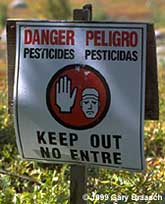 DANGER PELIGRO
PESTICIDES PESTICIDAS
KEEP OUT
NO ENTRE
©1999 Gary Braasch